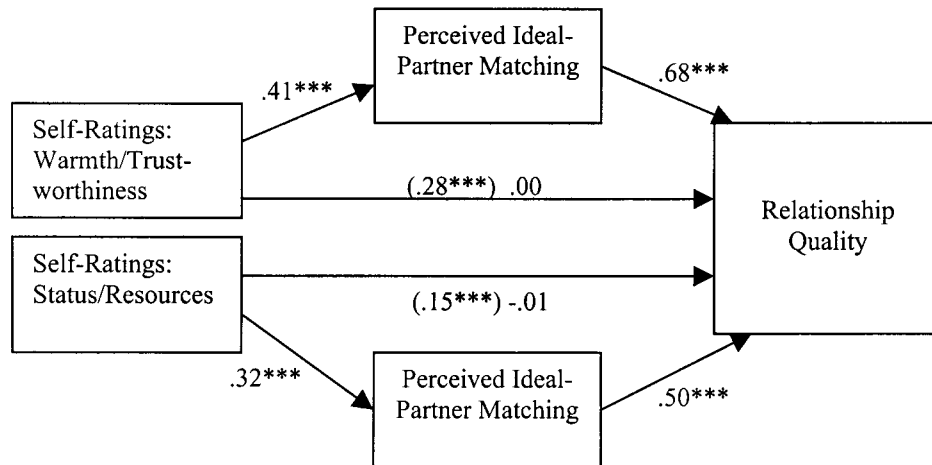 Perceived Ideal-
Partner Matching
.41***
.68***
Self-Ratings:
Warmth/Trust-
worthiness
(.28***) .00
Relationship
Quality
Self-Ratings:
Status/Resources
(.15***) -.01
.32***
Perceived Ideal-
Partner Matching
.50***